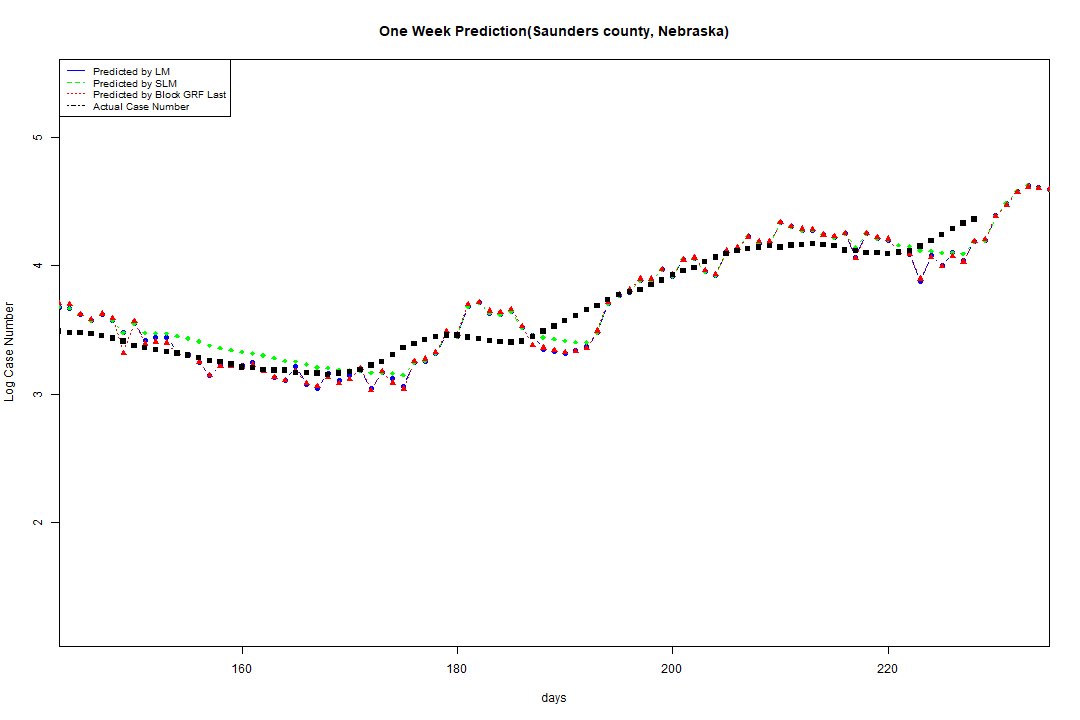 One Week Prediction(Saunders county, Nebraska)
Predicted by LM
Predicted by SLM
Predicted by Block GRF Last
Actual Case Number
5
4
3
2
Log Case Number
160 180 200 220
days